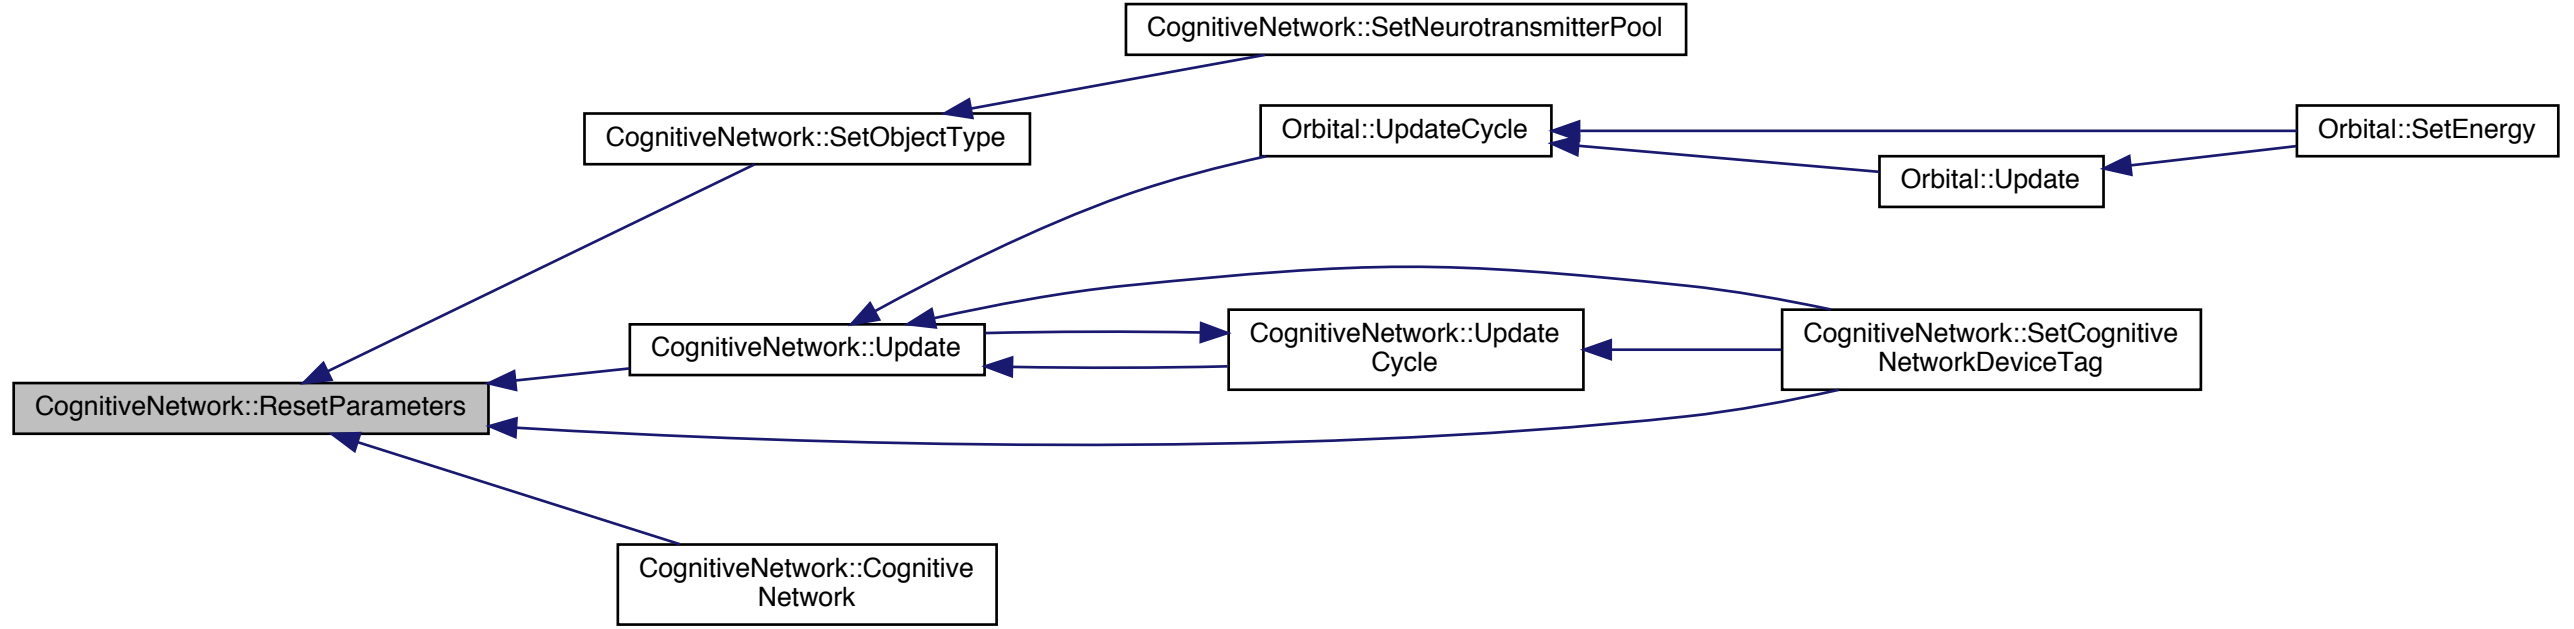 CognitiveNetwork::SetNeurotransmitterPool
CognitiveNetwork::SetObjectType
Orbital::UpdateCycle
Orbital::SetEnergy
Orbital::Update
CognitiveNetwork::Update
CognitiveNetwork::Update
Cycle
CognitiveNetwork::SetCognitive
NetworkDeviceTag
CognitiveNetwork::ResetParameters
CognitiveNetwork::Cognitive
Network